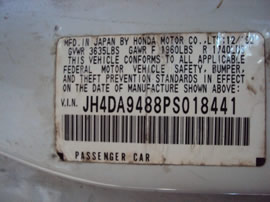 MFD. IN JAPAN BY HONDA MOTOR CO., LTD. 12/
GVWR 3635LBS GAWR F 1960LBS R 1740LBS
THIS VEHICLE CONFORMS TO ALL APPLICABLE
FEDERAL MOTOR VEHICLE SAFETY, BUMPER,
AND THEFT PREVENTION STANDARDS IN EFFECT
ON THE DATE OF MANUFACTURE SHOWN ABOVE.
V.I.N. JH4DA9488PS018441
PASSENGER CAR